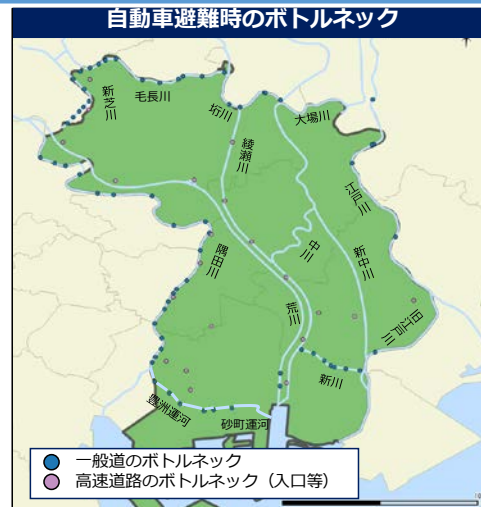 自動車避難時のボトルネック
新芝川
毛長川
垳川
大場川
綾瀬川
江戸川
隅田川
中川
新中川
荒川
旧江戸川
新川
豊洲運河
砂町運河
一般道のボトルネック
高速道路のボトルネック（入口等）